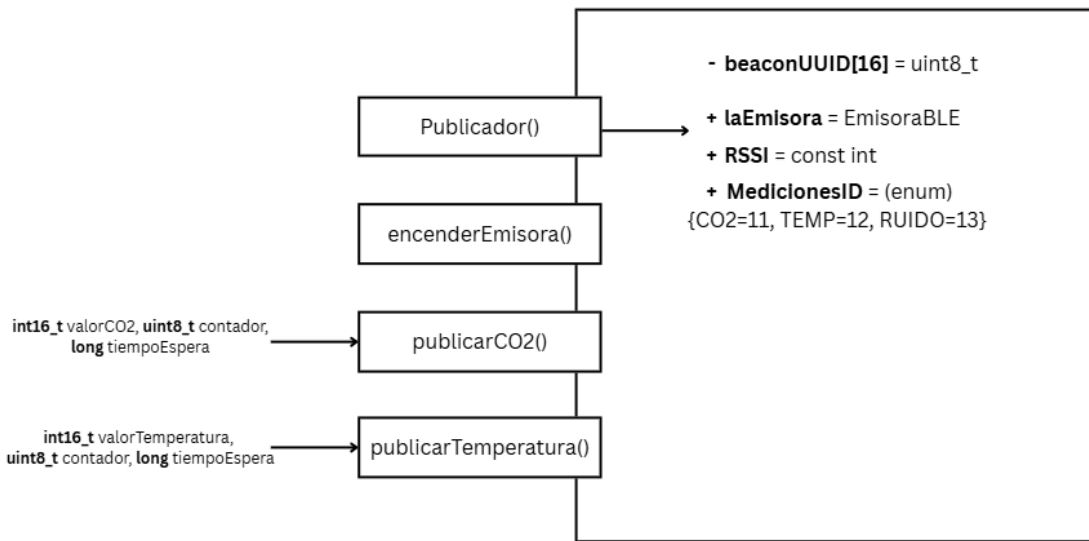 - beaconUUID[16] = uint8_t
Publicador()
+ laEmisora = EmisoraBLE
+ RSSI = const int
+ MedicionesID = (enum)
{CO2=11, TEMP=12, RUIDO=13}
encenderEmisora()
int16_t valorCO2, uint8_t contador,
long tiempoEspera
publicarCO2()
int16_t valorTemperatura,
uint8_t contador, long tiempoEspera
publicarTemperatura()